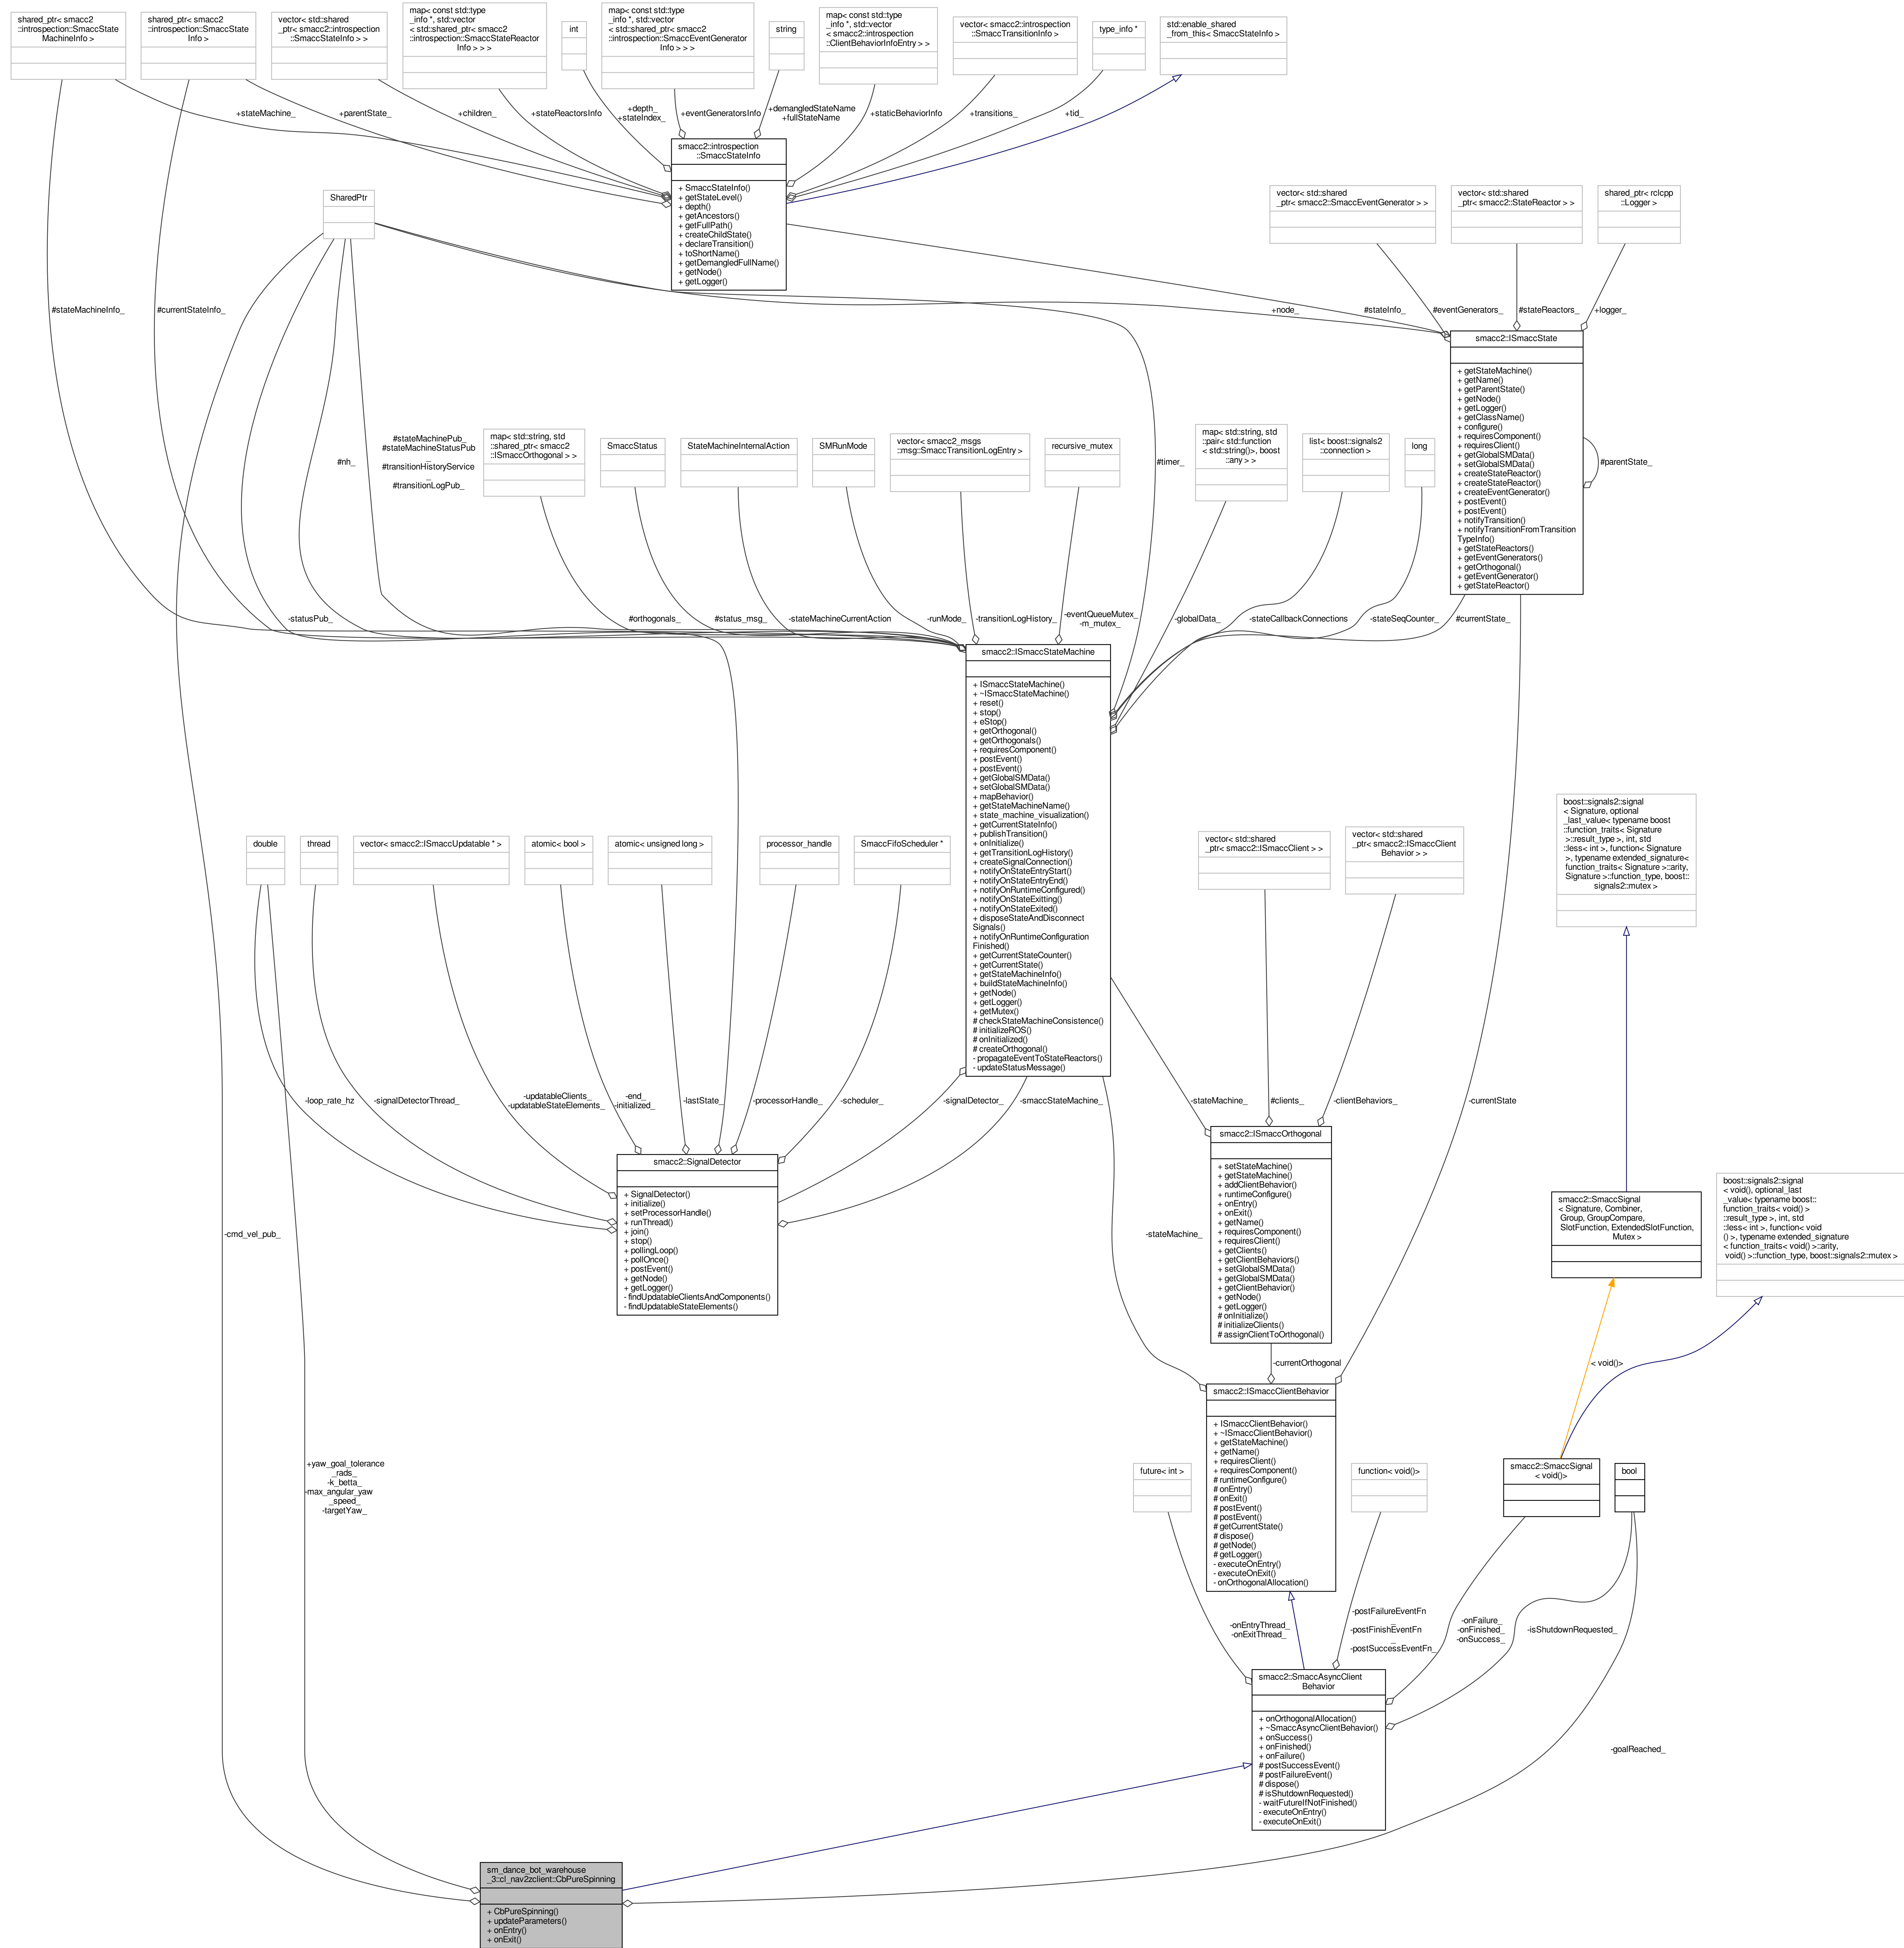 shared_ptr< smacc2
::introspection::SmaccState
MachineInfo >
shared_ptr< smacc2
::introspection::SmaccState
Info >
vector< std::shared
_ptr< smacc2::introspection
::SmaccStateInfo > >
map< const std::type
_info *, std::vector
< std::shared_ptr< smacc2
::introspection::SmaccStateReactor
Info > > >
int
map< const std::type
_info *, std::vector
< std::shared_ptr< smacc2
::introspection::SmaccEventGenerator
Info > > >
string
map< const std::type
_info *, std::vector
< smacc2::introspection
::ClientBehaviorInfoEntry > >
vector< smacc2::introspection
::SmaccTransitionInfo >
type_info *
std::enable_shared
_from_this< SmaccStateInfo >
+stateMachine_
+parentState_
+children_
+stateReactorsInfo
+depth_
+stateIndex_
+eventGeneratorsInfo
+demangledStateName
+fullStateName
+staticBehaviorInfo
+transitions_
+tid_
smacc2::introspection
::SmaccStateInfo
+ SmaccStateInfo()
+ getStateLevel()
+ depth()
+ getAncestors()
+ getFullPath()
+ createChildState()
+ declareTransition()
+ toShortName()
+ getDemangledFullName()
+ getNode()
+ getLogger()
SharedPtr
vector< std::shared
_ptr< smacc2::SmaccEventGenerator > >
vector< std::shared
_ptr< smacc2::StateReactor > >
shared_ptr< rclcpp
::Logger >
#stateMachineInfo_
#currentStateInfo_
+node_
#stateInfo_
#eventGenerators_
#stateReactors_
+logger_
smacc2::ISmaccState
+ getStateMachine()
+ getName()
+ getParentState()
+ getNode()
+ getLogger()
+ getClassName()
+ configure()
+ requiresComponent()
+ requiresClient()
+ getGlobalSMData()
+ setGlobalSMData()
+ createStateReactor()
+ createStateReactor()
+ createEventGenerator()
+ postEvent()
+ postEvent()
+ notifyTransition()
+ notifyTransitionFromTransition
TypeInfo()
+ getStateReactors()
+ getEventGenerators()
+ getOrthogonal()
+ getEventGenerator()
+ getStateReactor()
#parentState_
#nh_
#stateMachinePub_
#stateMachineStatusPub
_
#transitionHistoryService
_
#transitionLogPub_
map< std::string, std
::shared_ptr< smacc2
::ISmaccOrthogonal > >
SmaccStatus
StateMachineInternalAction
SMRunMode
vector< smacc2_msgs
::msg::SmaccTransitionLogEntry >
recursive_mutex
#timer_
map< std::string, std
::pair< std::function
< std::string()>, boost
::any > >
list< boost::signals2
::connection >
long
-statusPub_
#orthogonals_
#status_msg_
-stateMachineCurrentAction
-runMode_
-transitionLogHistory_
-eventQueueMutex_
-m_mutex_
-globalData_
-stateCallbackConnections
-stateSeqCounter_
#currentState_
smacc2::ISmaccStateMachine
+ ISmaccStateMachine()
+ ~ISmaccStateMachine()
+ reset()
+ stop()
+ eStop()
+ getOrthogonal()
+ getOrthogonals()
+ requiresComponent()
+ postEvent()
+ postEvent()
+ getGlobalSMData()
+ setGlobalSMData()
+ mapBehavior()
+ getStateMachineName()
+ state_machine_visualization()
+ getCurrentStateInfo()
+ publishTransition()
+ onInitialize()
+ getTransitionLogHistory()
+ createSignalConnection()
+ notifyOnStateEntryStart()
+ notifyOnStateEntryEnd()
+ notifyOnRuntimeConfigured()
+ notifyOnStateExitting()
+ notifyOnStateExited()
+ disposeStateAndDisconnect
Signals()
+ notifyOnRuntimeConfiguration
Finished()
+ getCurrentStateCounter()
+ getCurrentState()
+ getStateMachineInfo()
+ buildStateMachineInfo()
+ getNode()
+ getLogger()
+ getMutex()
# checkStateMachineConsistence()
# initializeROS()
# onInitialized()
# createOrthogonal()
- propagateEventToStateReactors()
- updateStatusMessage()
double
thread
vector< smacc2::ISmaccUpdatable * >
atomic< bool >
atomic< unsigned long >
processor_handle
SmaccFifoScheduler *
vector< std::shared
_ptr< smacc2::ISmaccClient > >
vector< std::shared
_ptr< smacc2::ISmaccClient
Behavior > >
boost::signals2::signal
< Signature, optional
_last_value< typename boost
::function_traits< Signature
>::result_type >, int, std
::less< int >, function< Signature
>, typename extended_signature<
function_traits< Signature >::arity,
Signature >::function_type, boost::
signals2::mutex >
-loop_rate_hz
-signalDetectorThread_
-updatableClients_
-updatableStateElements_
-end_
-initialized_
-lastState_
-processorHandle_
-scheduler_
-signalDetector_
-smaccStateMachine_
-stateMachine_
#clients_
-clientBehaviors_
-currentState
smacc2::SignalDetector
+ SignalDetector()
+ initialize()
+ setProcessorHandle()
+ runThread()
+ join()
+ stop()
+ pollingLoop()
+ pollOnce()
+ postEvent()
+ getNode()
+ getLogger()
- findUpdatableClientsAndComponents()
- findUpdatableStateElements()
smacc2::ISmaccOrthogonal
+ setStateMachine()
+ getStateMachine()
+ addClientBehavior()
+ runtimeConfigure()
+ onEntry()
+ onExit()
+ getName()
+ requiresComponent()
+ requiresClient()
+ getClients()
+ getClientBehaviors()
+ setGlobalSMData()
+ getGlobalSMData()
+ getClientBehavior()
+ getNode()
+ getLogger()
# onInitialize()
# initializeClients()
# assignClientToOrthogonal()
smacc2::SmaccSignal
< Signature, Combiner,
Group, GroupCompare,
SlotFunction, ExtendedSlotFunction,
Mutex >
boost::signals2::signal
< void(), optional_last
_value< typename boost::
function_traits< void() >
::result_type >, int, std
::less< int >, function< void
() >, typename extended_signature
< function_traits< void() >::arity,
void() >::function_type, boost::signals2::mutex >
-cmd_vel_pub_
-stateMachine_
-currentOrthogonal
< void()>
smacc2::ISmaccClientBehavior
+ ISmaccClientBehavior()
+ ~ISmaccClientBehavior()
+ getStateMachine()
+ getName()
+ requiresClient()
+ requiresComponent()
# runtimeConfigure()
# onEntry()
# onExit()
# postEvent()
# postEvent()
# getCurrentState()
# dispose()
# getNode()
# getLogger()
- executeOnEntry()
- executeOnExit()
- onOrthogonalAllocation()
+yaw_goal_tolerance
_rads_
-k_betta_
-max_angular_yaw
_speed_
-targetYaw_
future< int >
function< void()>
smacc2::SmaccSignal
< void()>
bool
-onEntryThread_
-onExitThread_
-postFailureEventFn
_
-postFinishEventFn
_
-postSuccessEventFn_
-onFailure_
-onFinished_
-onSuccess_
-isShutdownRequested_
smacc2::SmaccAsyncClient
Behavior
+ onOrthogonalAllocation()
+ ~SmaccAsyncClientBehavior()
+ onSuccess()
+ onFinished()
+ onFailure()
# postSuccessEvent()
# postFailureEvent()
# dispose()
# isShutdownRequested()
- waitFutureIfNotFinished()
- executeOnEntry()
- executeOnExit()
-goalReached_
sm_dance_bot_warehouse
_3::cl_nav2zclient::CbPureSpinning
+ CbPureSpinning()
+ updateParameters()
+ onEntry()
+ onExit()